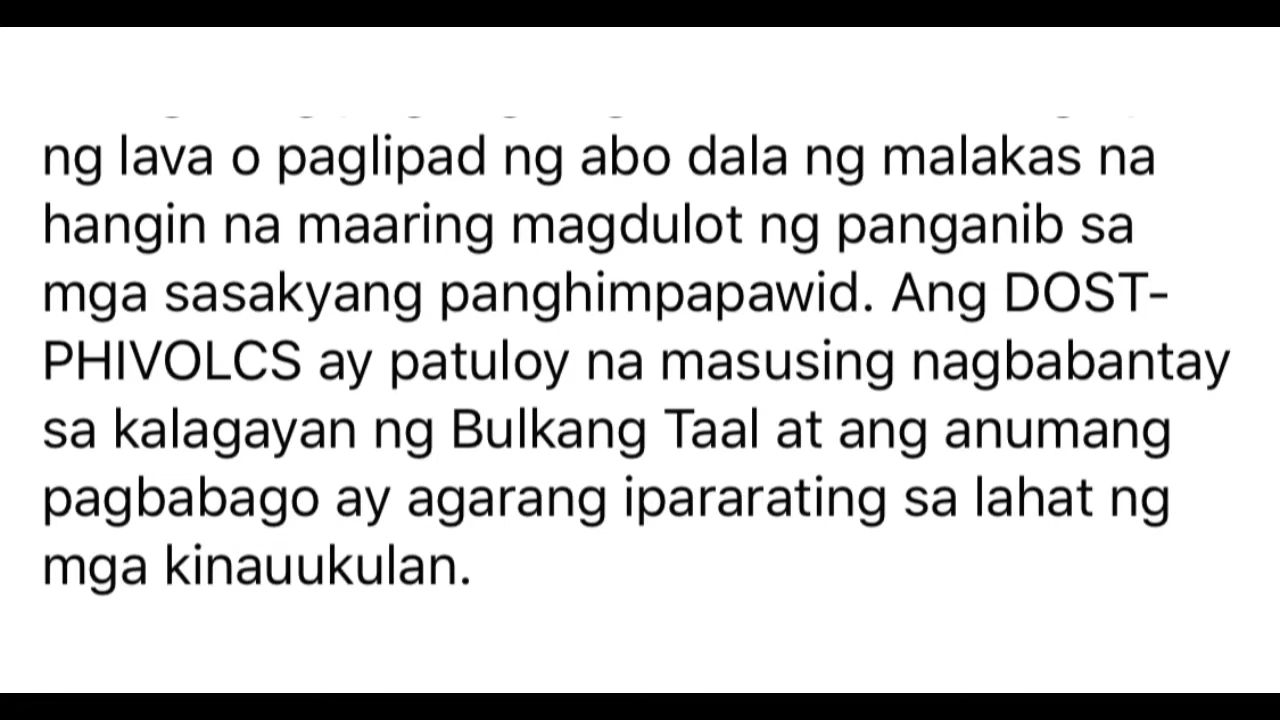 ng lava o paglipad ng abo dala ng malakas na
hangin na maaring magdulot ng panganib sa
mga sasakyang panghimpapawid. Ang DOST-
PHIVOLCS ay patuloy na masusing nagbabantay
sa kalagayan ng Bulkang Taal at ang anumang
pagbabago ay agarang ipararating sa lahat ng
mga kinauukulan.